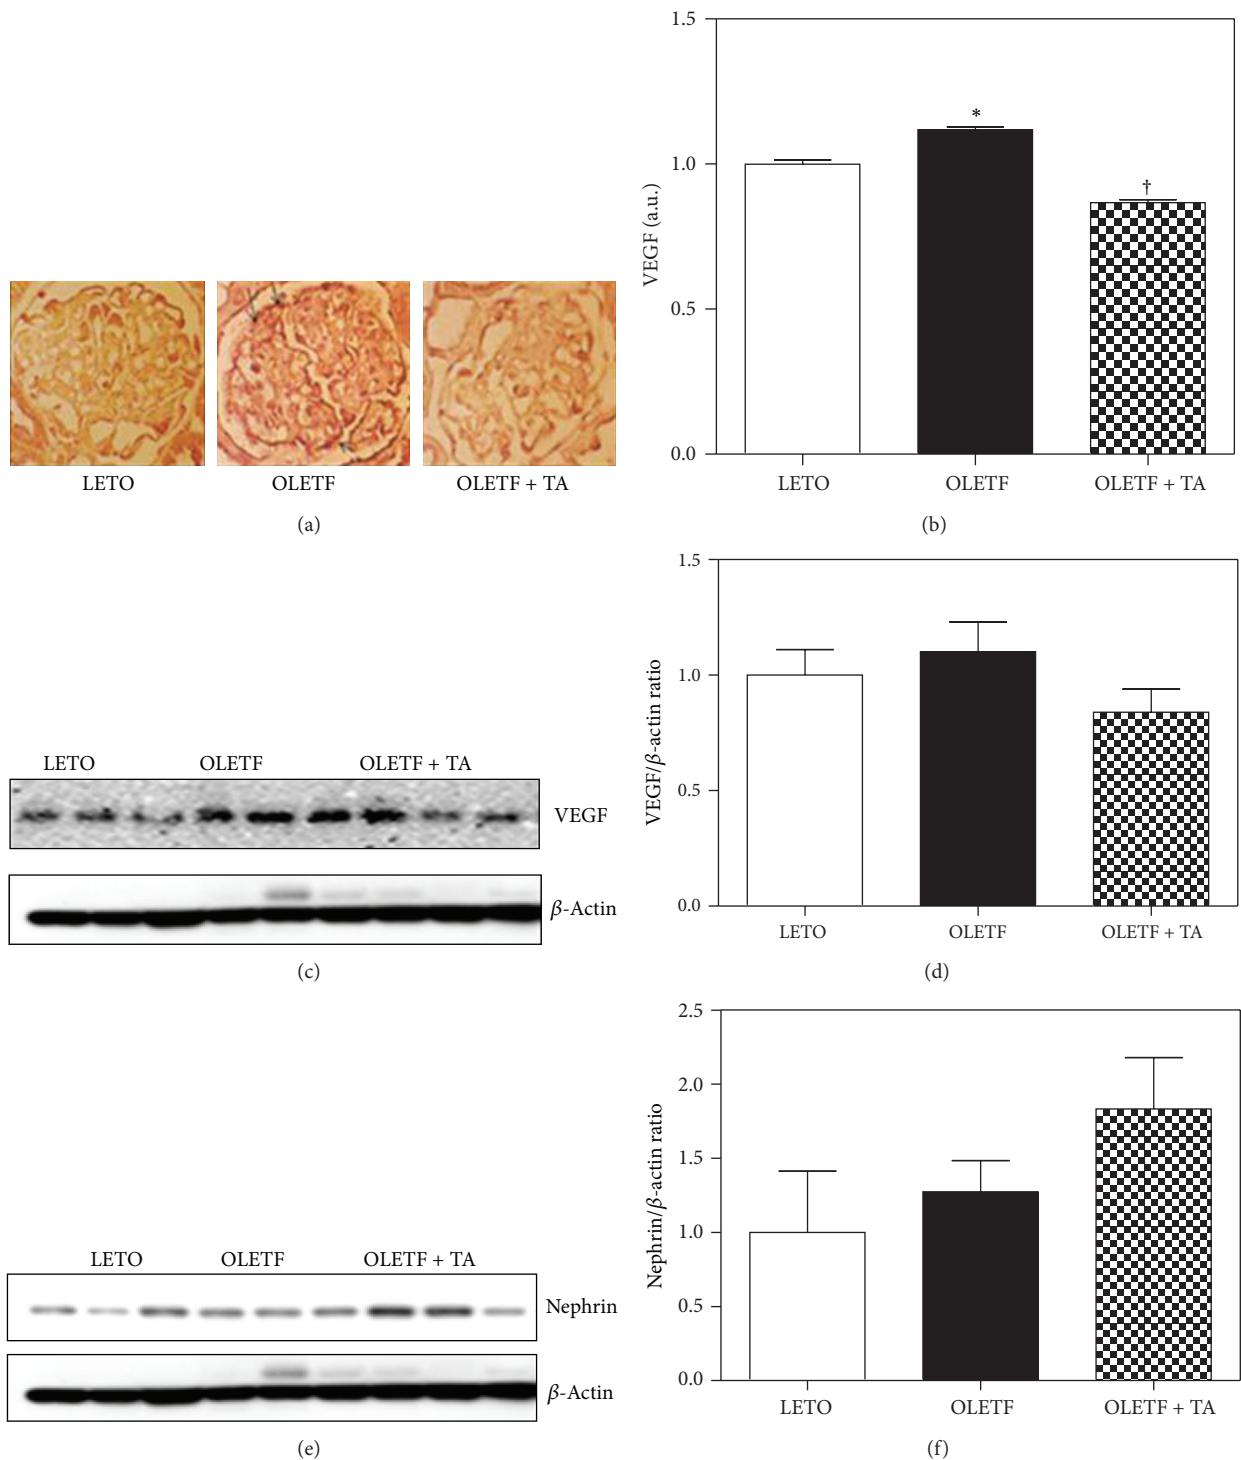 LETO
OLETF
OLETF + TA
(a)
1.5
1.0
0.5
0.0
VEGF (a.u.)
*
†
LETO
OLETF
OLETF + TA
(b)
LETO
OLETF
OLETF + TA
VEGF
β-Actin
(c)
1.5
1.0
0.5
0.0
VEGF/β-actin ratio
LETO
OLETF
OLETF + TA
(d)
LETO
OLETF
OLETF + TA
Nephrin
β-Actin
(e)
2.5
2.0
1.5
1.0
0.5
0.0
Nephrin/β-actin ratio
LETO
OLETF
OLETF + TA
(f)